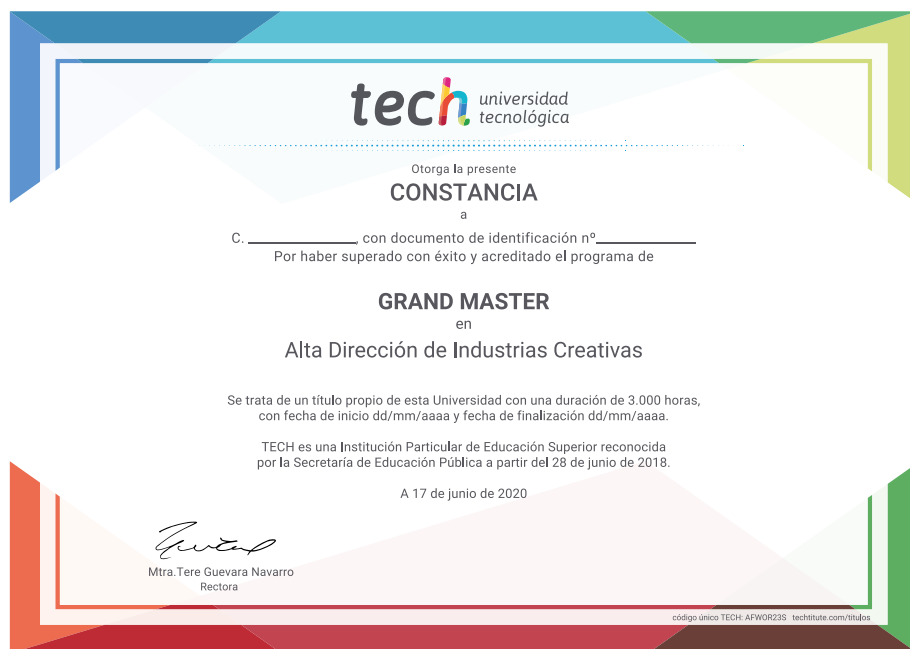 tech universidad
tecnológica
Otorga la presente
CONSTANCIA
a
C. ____________, con documento de identificación nº____________
Por haber superado con éxito y acreditado el programa de
GRAND MASTER
en
Alta Dirección de Industrias Creativas
Se trata de un título propio de esta Universidad con una duración de 3.000 horas,
con fecha de inicio dd/mm/aaaa y fecha de finalización dd/mm/aaaa.
TECH es una Institución Particular de Educación Superior reconocida
por la Secretaría de Educación Pública a partir del 28 de junio de 2018.
A 17 de junio de 2020
Mtra.Tere Guevara Navarro
Rectora
código único TECH: AFWOR23S techtitute.com/titulos